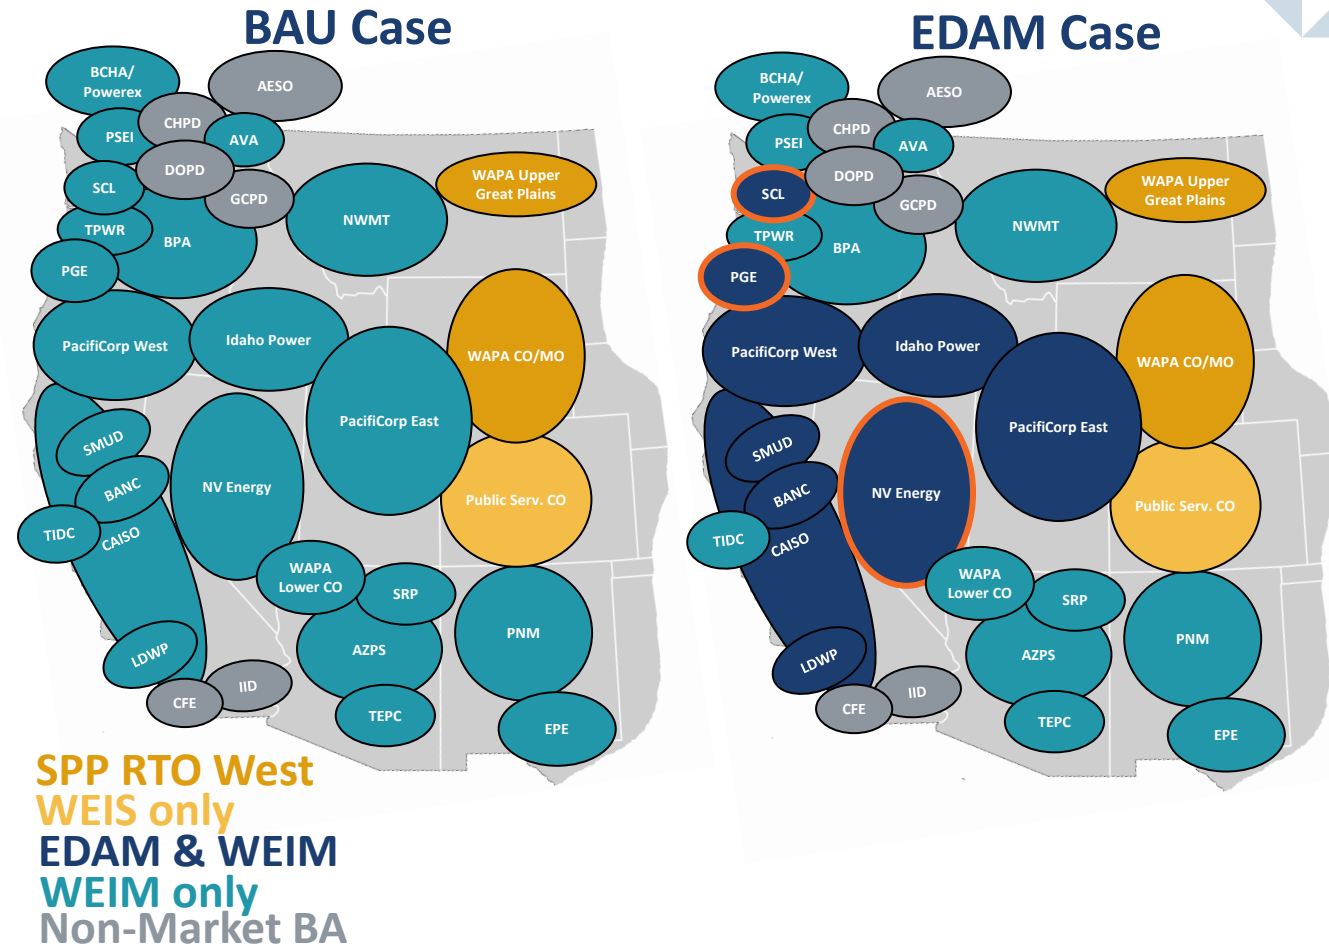 BAU Case
BCHA/
Powerex
AESO
CHPD
PSEI
AVA
DOPD
SCL
GCPD
WAPA Upper
Great Plains
NWMT
TPWR
BPA
PGE
PacifiCorp West
Idaho Power
WAPA CO/MO
PacifiCorp East
SMUD
BANC
NV Energy
Public Serv. CO
TIDC
CAISO
WAPA
Lower CO
SRP
PNM
AZPS
LDWP
IID
CFE
TEPC
EPE
EDAM Case
BCHA/
Powerex
AESO
CHPD
PSEI
AVA
DOPD
SCL
GCPD
WAPA Upper
Great Plains
NWMT
TPWR
BPA
PGE
PacifiCorp West
Idaho Power
WAPA CO/MO
PacifiCorp East
SMUD
BANC
NV Energy
Public Serv. CO
TIDC
CAISO
WAPA
Lower CO
SRP
PNM
AZPS
LDWP
IID
CFE
TEPC
EPE
SPP RTO West
WEIS only
EDAM & WEIM
WEIM only
Non-Market BA